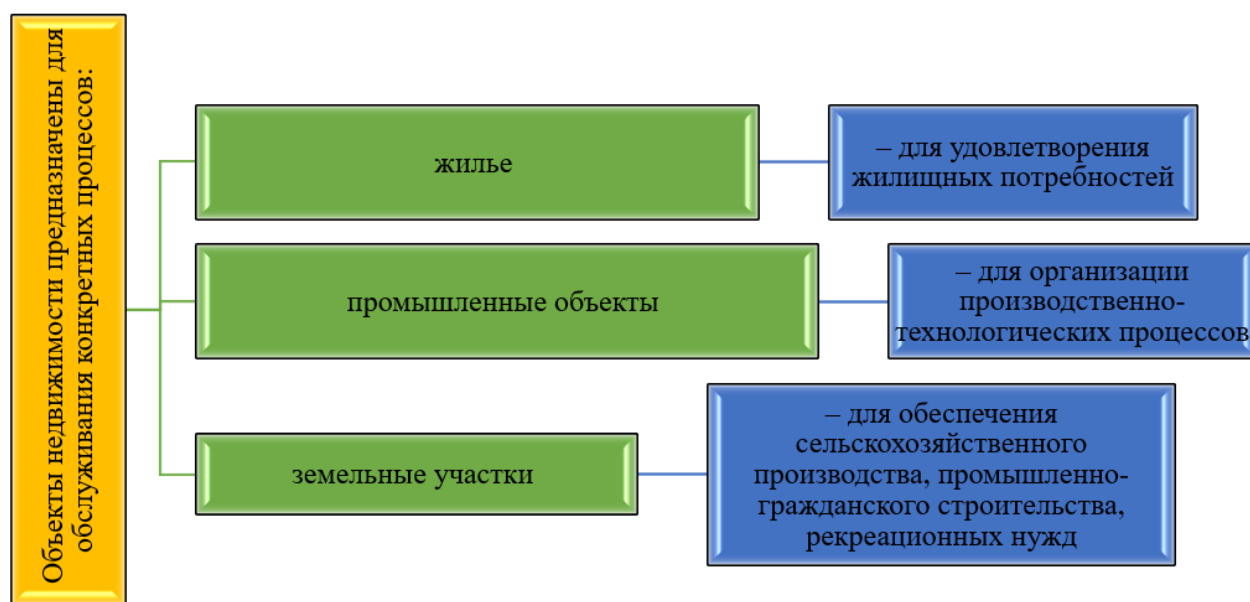 Объекты недвижимости предназначены для
обслуживания конкретных процессов:
жилье
– для удовлетворения
жилищных потребностей
промышленные объекты
– для организации
производственно-
технологических процессов
земельные участки
– для обеспечения
сельскохозяйственного
производства, промышленно-
гражданского строительства,
рекреационных нужд